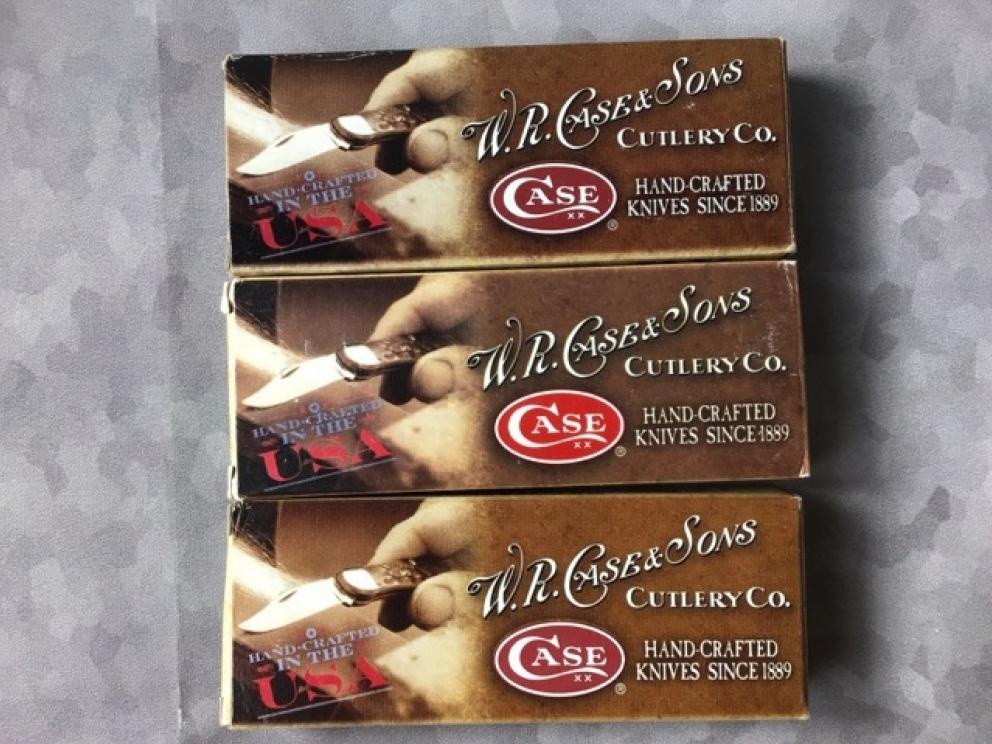 W.R. CASE & SONS
CUTLERY CO.
CASE
XX
®
HAND-CRAFTED
KNIVES SINCE 1889
HAND-CRAFTED
IN THE
USA
W.R. CASE & SONS
CUTLERY CO.
CASE
XX
®
HAND-CRAFTED
KNIVES SINCE 1889
HAND-CRAFTED
IN THE
USA
W.R. CASE & SONS
CUTLERY CO.
CASE
XX
®
HAND-CRAFTED
KNIVES SINCE 1889
HAND-CRAFTED
IN THE
USA